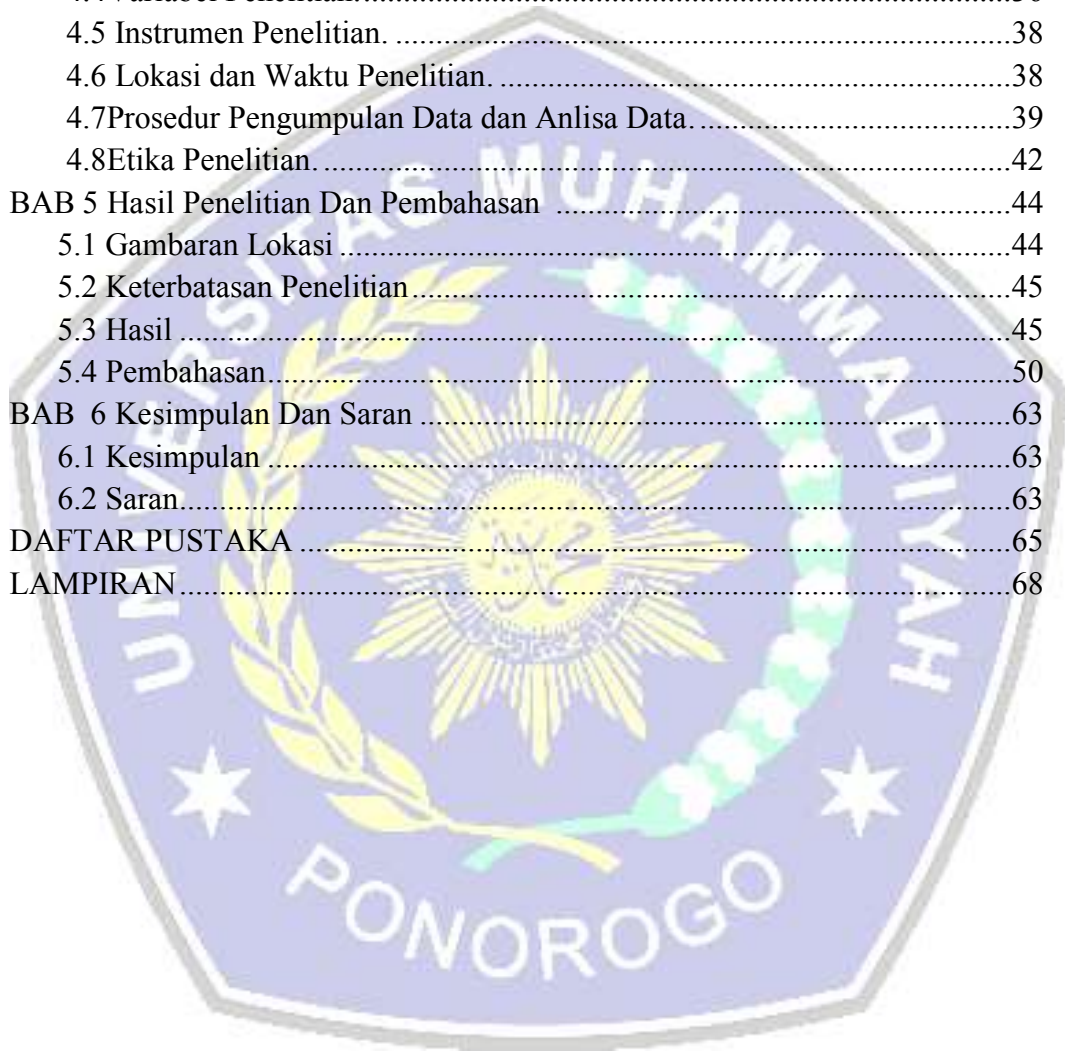 4.5 Instrumen Penelitian. ........................................................................38
4.6 Lokasi dan Waktu Penelitian. ............................................................38
4.7Prosedur Pengumpulan Data dan Anlisa Data. ....................................39
4.8Etika Penelitian. .................................................................................42
BAB 5 Hasil Penelitian Dan Pembahasan ....................................................44
5.1 Gambaran Lokasi ..............................................................................44
5.2 Keterbatasan Penelitian ......................................................................45
5.3 Hasil .................................................................................................45
5.4 Pembahasan.......................................................................................50
BAB 6 Kesimpulan Dan Saran ....................................................................63
6.1 Kesimpulan .......................................................................................63
6.2 Saran.................................................................................................63
DAFTAR PUSTAKA ..................................................................................65
LAMPIRAN.................................................................................................68
UNIVERSITAS MUHAMMADIYAH
PONOROGO